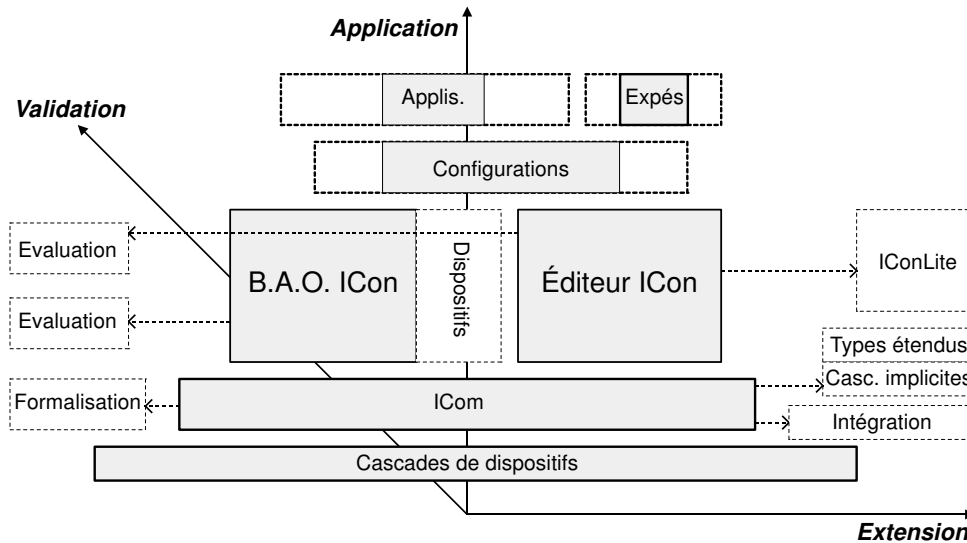 Application
Applis.
Expés
Validation
Configurations
Evaluation
B.A.O. ICon
Dispositifs
Éditeur ICon
IConLite
Evaluation
Types étendus
Casc. implicites
Formalisation
ICom
Intégration
Cascades de dispositifs
Extension